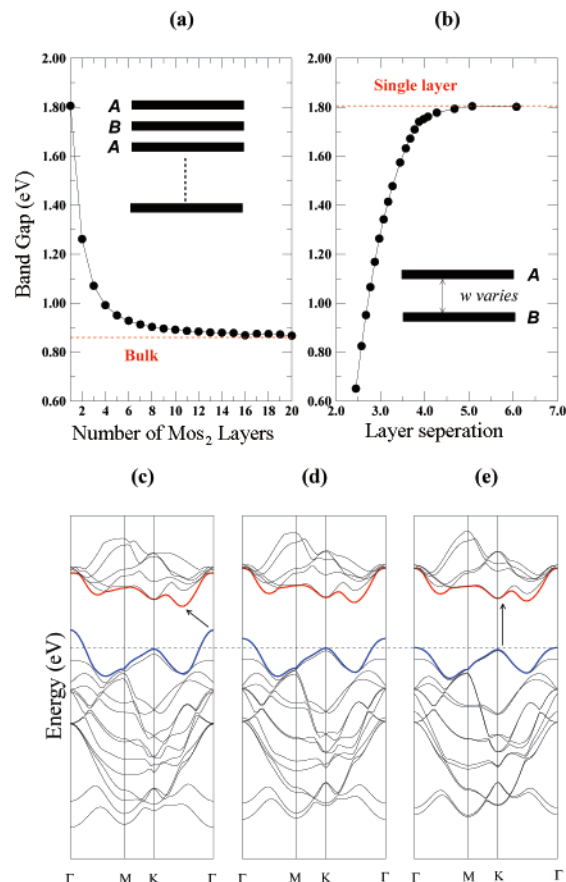 (a)
(b)
2.00
1.80
1.60
1.40
1.20
1.00
0.80
0.60
Band Gap (eV)
A
B
A
Bulk
2 4 6 8 10 12 14 16 18 20
Number of Mos2 Layers
2.00
1.80
1.60
1.40
1.20
1.00
0.80
0.60
Single layer
A
w varies
B
2.0 3.0 4.0 5.0 6.0 7.0
Layer seperation
(c)
(d)
(e)
Energy (eV)
0
Γ M K Γ
Γ M K Γ
Γ M K Γ